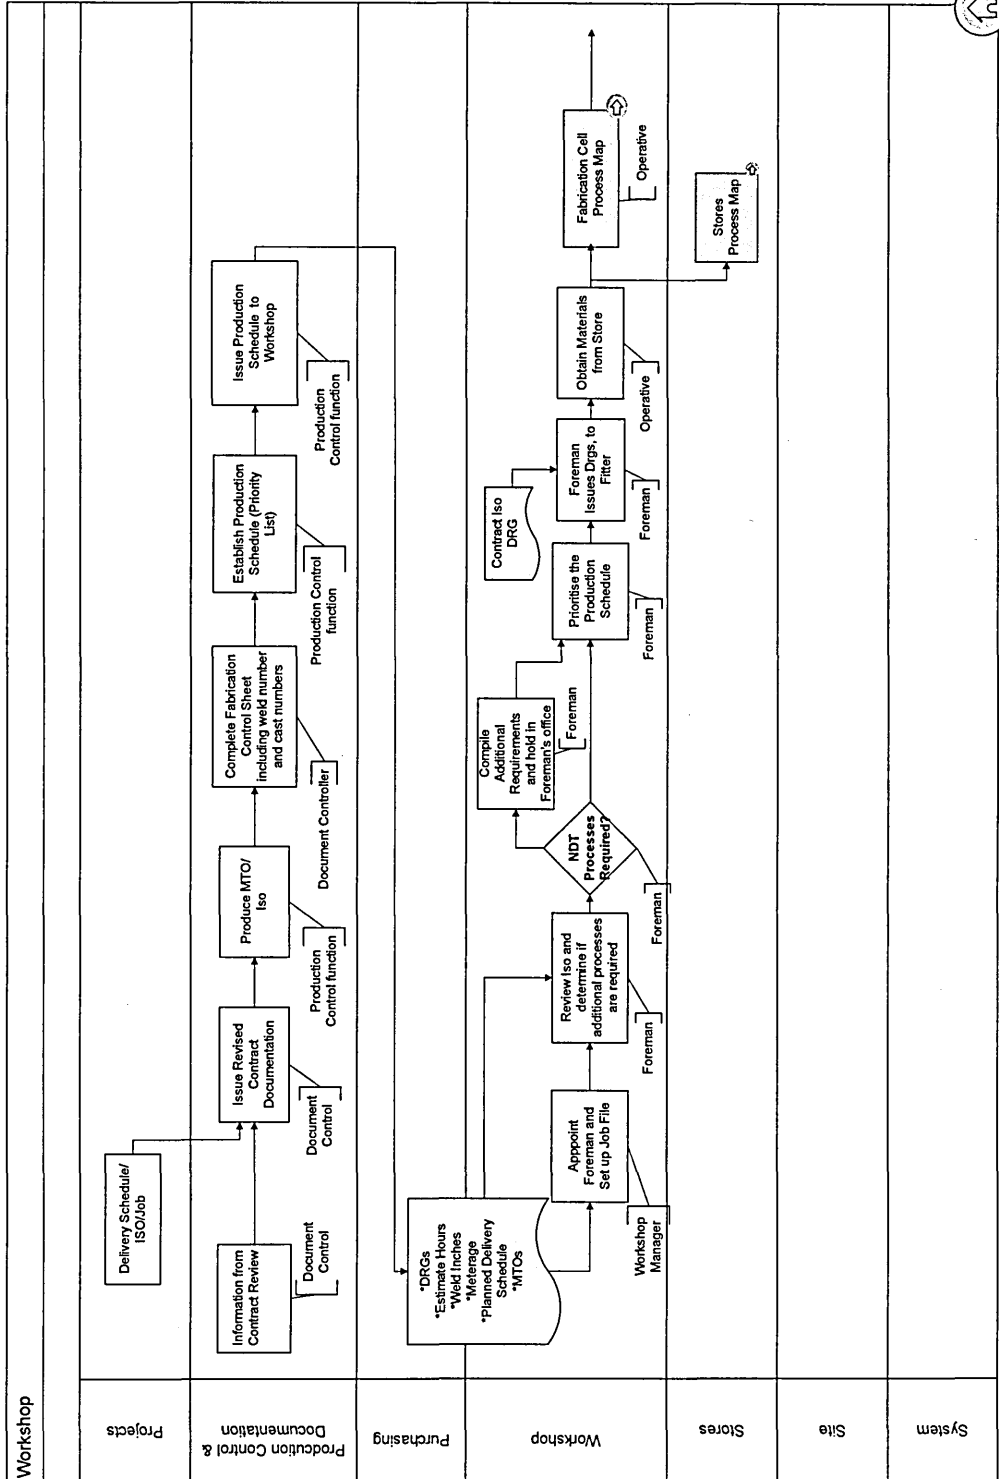 Workshop
Projects
Delivery Schedule/
ISO/Job
Prodcution Control &
Documentation
Information from
Contract Review
Document
Control
Issue Revised
Contract
Documentation
Document
Control
Produce MTO/
Iso
Production
Control function
Complete Fabrication
Control Sheet
including weld number
and cast numbers
Document Controller
Establish Production
Schedule (Priority
List)
Production Control
function
Issue Production
Schedule to
Workshop
Production
Control function
Purchasing
*DRGs
*Estimate Hours
*Weld Inches
*Meterage
*Planned Delivery
Schedule
*MTOs
Workshop
Apppoint
Foreman and
Set up Job File
Workshop
Manager
Review Iso and
determine if
additional processes
are required
Foreman
NDT
Processes
Required?
Foreman
Compile
Additional
Requirements
and hold in
Foreman's office
Foreman
Prioritise the
Production
Schedule
Foreman
Contract Iso
DRG
Foreman
Issues Drgs, to
Fitter
Foreman
Obtain Materials
from Store
Operative
Fabrication Cell
Process Map
Operative
Stores
Stores
Process Map
Site
System